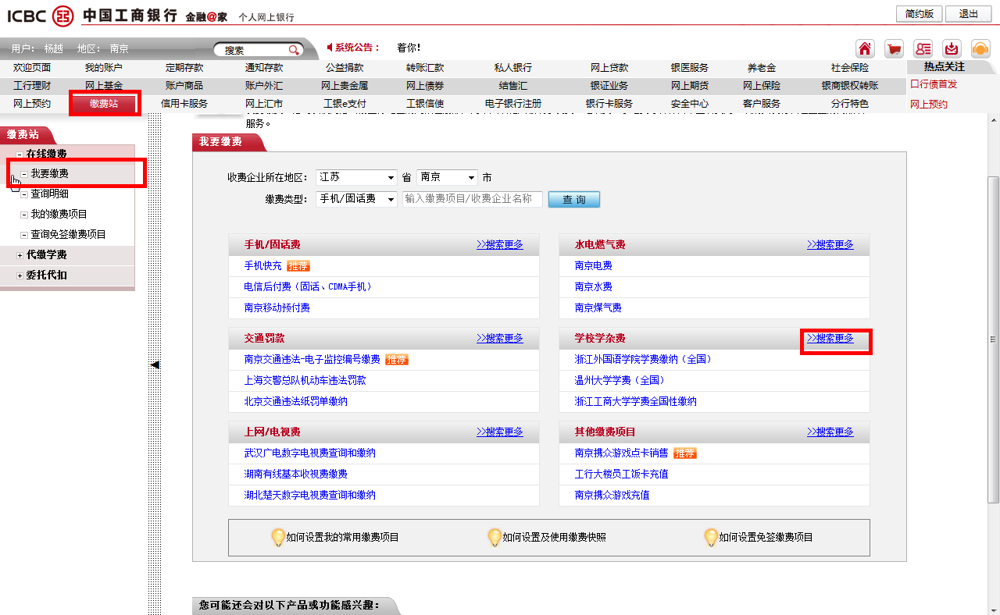 ICBC 中国工商银行 金融@家 个人网上银行 简约版 退出
用户： 杨越 地区： 南京 搜索 系统公告： 着你！
欢迎页面 我的账户 定期存款 通知存款 公益捐款 转账汇款 私人银行 网上贷款 银医服务 养老金 社会保险 热点关注
工行理财 网上基金 账户商品 账户外汇 网上贵金属 网上债券 结售汇 银证业务 网上期货 网上保险 银商银权转账 口行债首发
网上预约 缴费站 信用卡服务 网上汇市 工银e支付 工银信使 电子银行注册 银行卡服务 安全中心 客户服务 分行特色 网上预约
服务。
缴费站
在线缴费
我要缴费
查询明细
我的缴费项目
查询免签缴费项目
代缴学费
委托代扣
我要缴费
收费企业所在地区： 江苏 省 南京 市
缴费类型： 手机/固话费 输入缴费项目/收费企业名称 查 询
手机/固话费 >>搜索更多
手机快充 推荐
电信后付费（固话、CDMA手机）
南京移动预付费
水电燃气费 >>搜索更多
南京电费
南京水费
南京煤气费
交通罚款 >>搜索更多
南京交通违法-电子监控编号缴费 推荐
上海交警总队机动车违法罚款
北京交通违法纸罚单缴纳
学校学杂费 >>搜索更多
浙江外国语学院学费缴纳（全国）
温州大学学费（全国）
浙江工商大学学费全国性缴纳
上网/电视费 >>搜索更多
武汉广电数字电视费查询和缴纳
湖南有线基本收视费缴费
湖北楚天数字电视费查询和缴纳
其他缴费项目 >>搜索更多
南京携众游戏点卡销售 推荐
工行大楼员工饭卡充值
南京携众游戏充值
如何设置我的常用缴费项目 如何设置及使用缴费快照 如何设置免签缴费项目
您可能还会对以下产品或功能感兴趣：